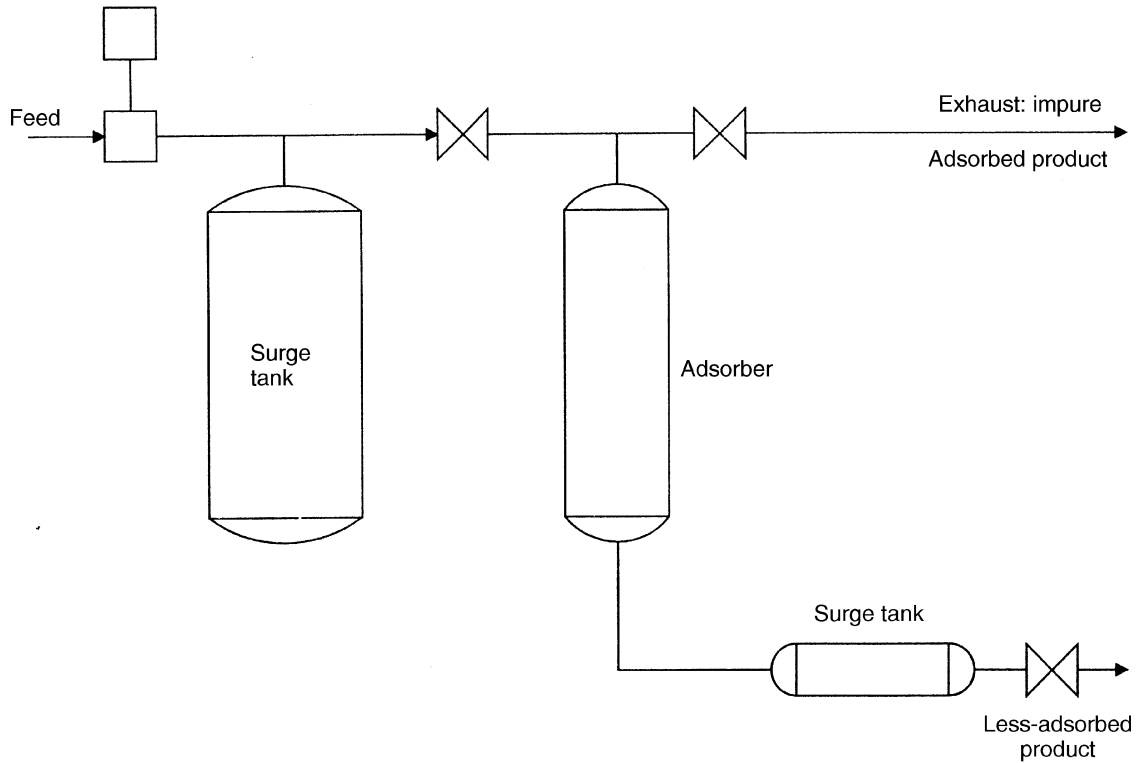 Feed
Exhaust: impure
Adsorbed product
Surge
tank
Adsorber
Surge tank
Less-adsorbed
product